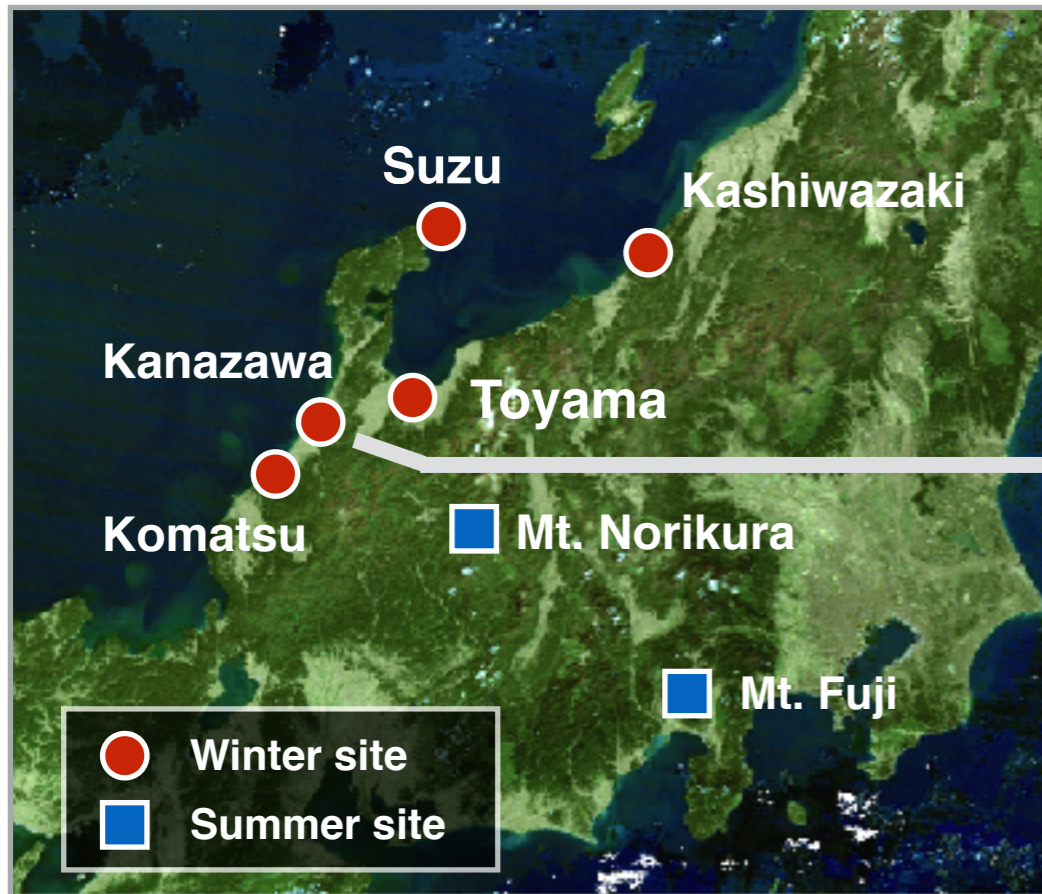 Suzu
Kashiwazaki
Kanazawa
Toyama
Komatsu
Mt. Norikura
Mt. Fuji
Winter site
Summer site